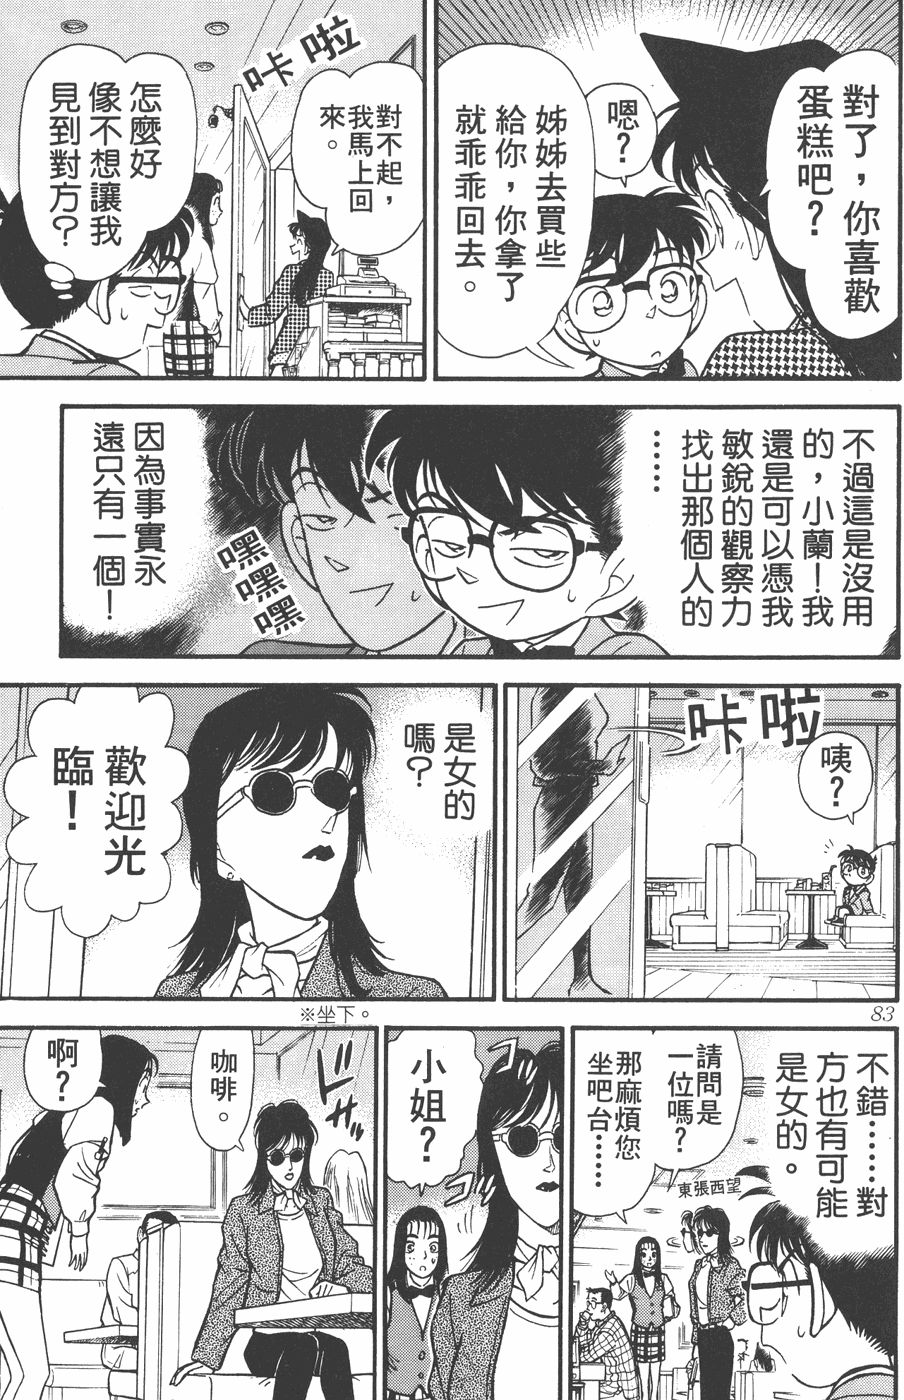 對了，你喜歡
蛋糕吧？
嗯？
姊姊去買些
給你，你拿了
就乖乖回去。
咔啦
對不起，
我馬上回
來。
怎麼好
像不想讓我
見到對方？
不過這是沒用
的，小蘭！我
還是可以憑我
敏銳的觀察力
找出那個人的
……
嘿嘿嘿
因為事實永
遠只有一個！
咔啦
咦？
是女的
嗎？
歡迎光
臨！
83
不錯……對
方也有可能
是女的。
請問是
一位嗎？
那麻煩您
坐吧台……
東張西望
小姐？
※坐下。
咖啡。
啊？